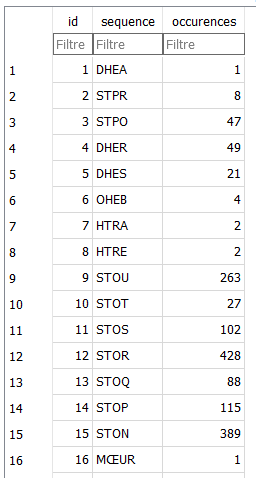 id sequence occurences
Filtre Filtre Filtre
1 1 DHEA 1
2 2 STPR 8
3 3 STPO 47
4 4 DHER 49
5 5 DHES 21
6 6 OHEB 4
7 7 HTRA 2
8 8 HTRE 2
9 9 STOU 263
10 10 STOT 27
11 11 STOS 102
12 12 STOR 428
13 13 STOQ 88
14 14 STOP 115
15 15 STON 389
16 16 MŒUR 1